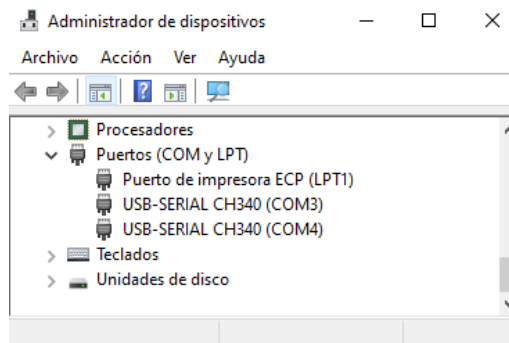 Administrador de dispositivos
Archivo Acción Ver Ayuda
Procesadores
Puertos (COM y LPT)
Puerto de impresora ECP (LPT1)
USB-SERIAL CH340 (COM3)
USB-SERIAL CH340 (COM4)
Teclados
Unidades de disco